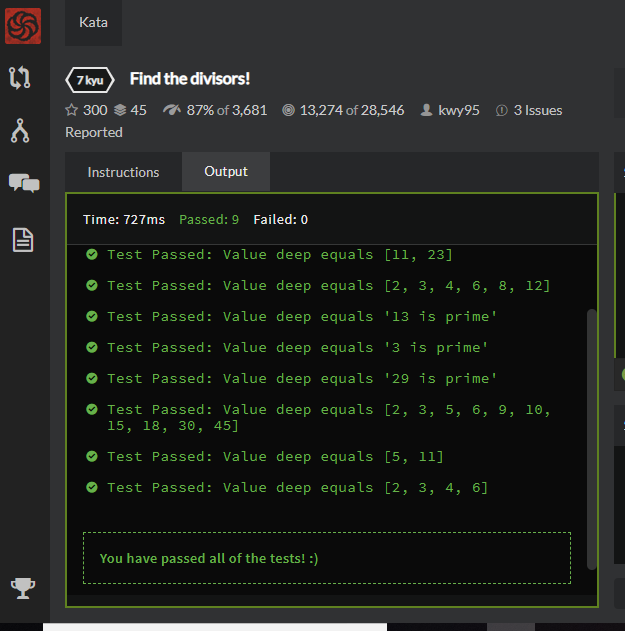 Kata
7 kyu Find the divisors!
300 45 87% of 3,681 13,274 of 28,546 kwy95 3 Issues
Reported
Instructions Output
Time: 727ms Passed: 9 Failed: 0
Test Passed: Value deep equals [11, 23]
Test Passed: Value deep equals [2, 3, 4, 6, 8, 12]
Test Passed: Value deep equals '13 is prime'
Test Passed: Value deep equals '3 is prime'
Test Passed: Value deep equals '29 is prime'
Test Passed: Value deep equals [2, 3, 5, 6, 9, 10,
15, 18, 30, 45]
Test Passed: Value deep equals [5, 11]
Test Passed: Value deep equals [2, 3, 4, 6]
You have passed all of the tests! :)